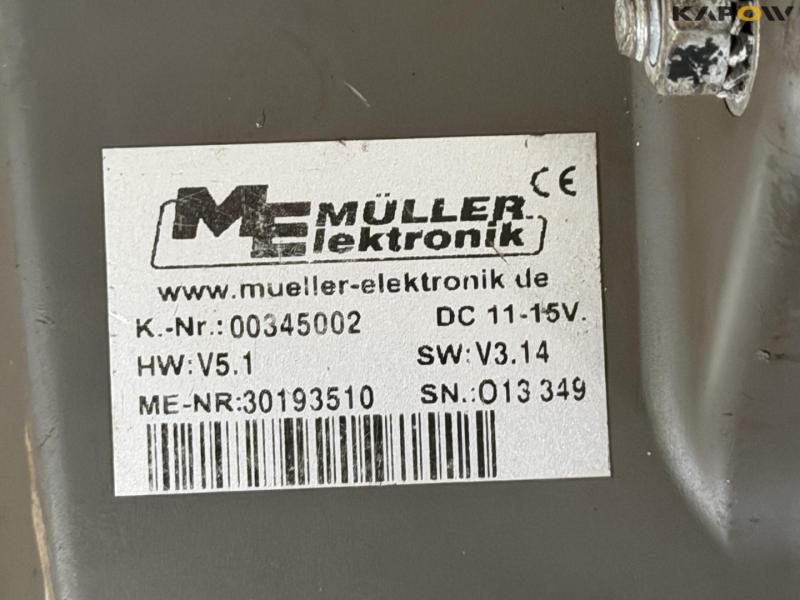 KAPOW
ME MÜLLER
Elektronik
CE
www.mueller-elektronik de
K.-Nr.: 00345002 DC 11-15V.
HW: V5.1 SW: V3.14
ME-NR:30193510 SN.:013 349